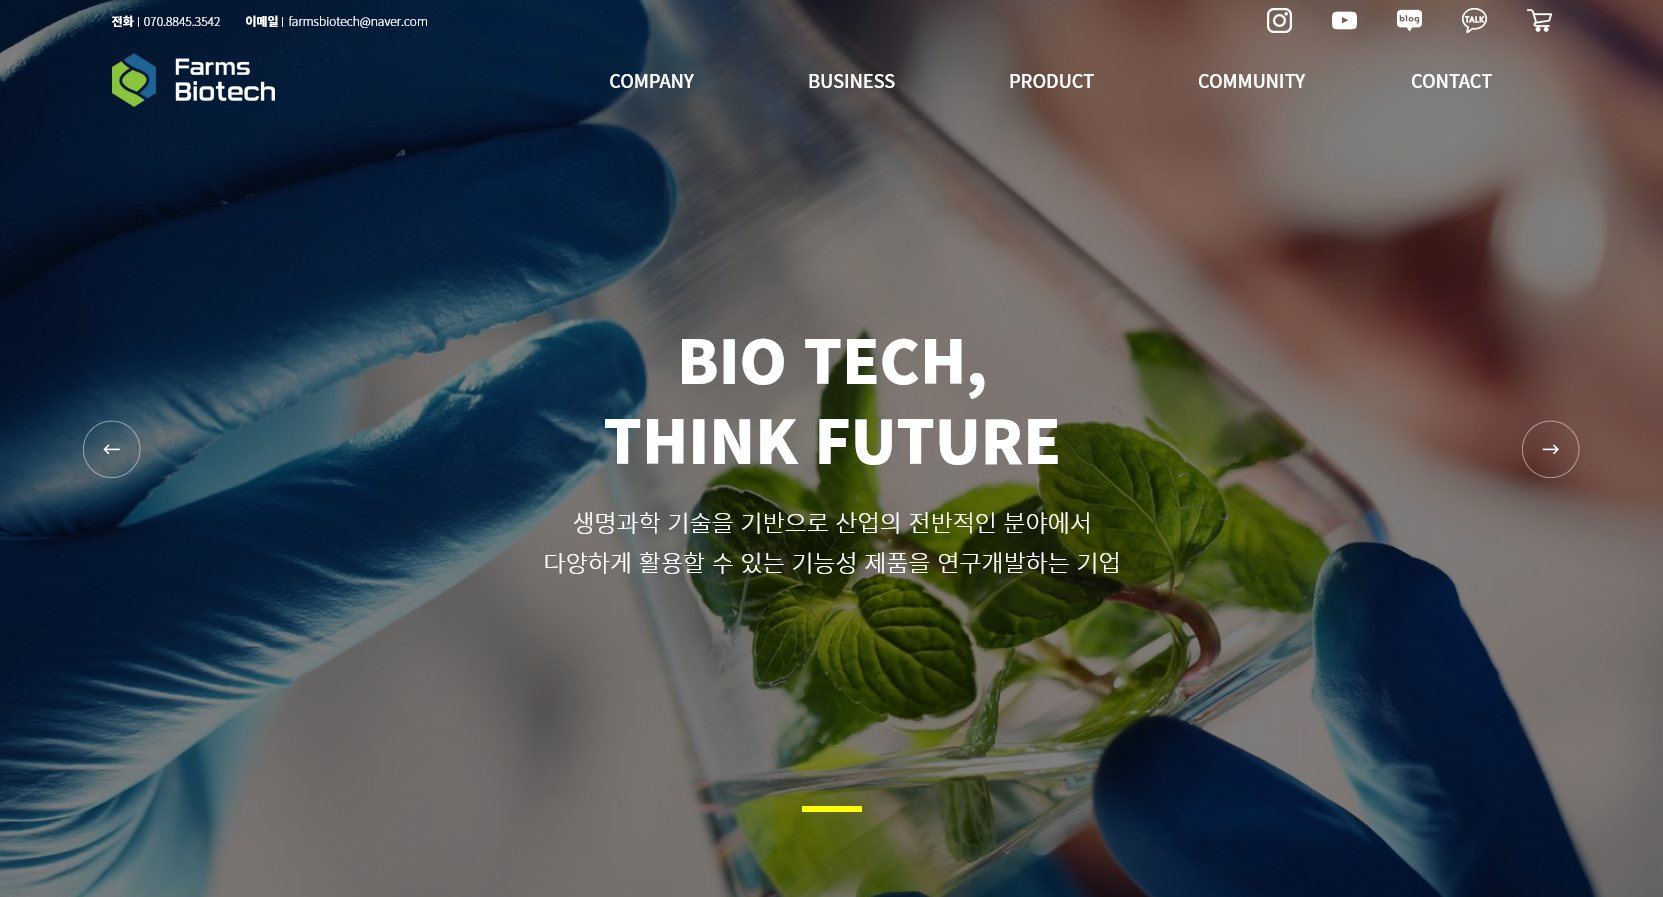 전화 | 070.8845.3542 이메일 | farmsbiotech@naver.com
blog
TALK
Farms
Biotech
COMPANY BUSINESS PRODUCT COMMUNITY CONTACT
BIO TECH,
THINK FUTURE
생명과학 기술을 기반으로 산업의 전반적인 분야에서
다양하게 활용할 수 있는 기능성 제품을 연구개발하는 기업